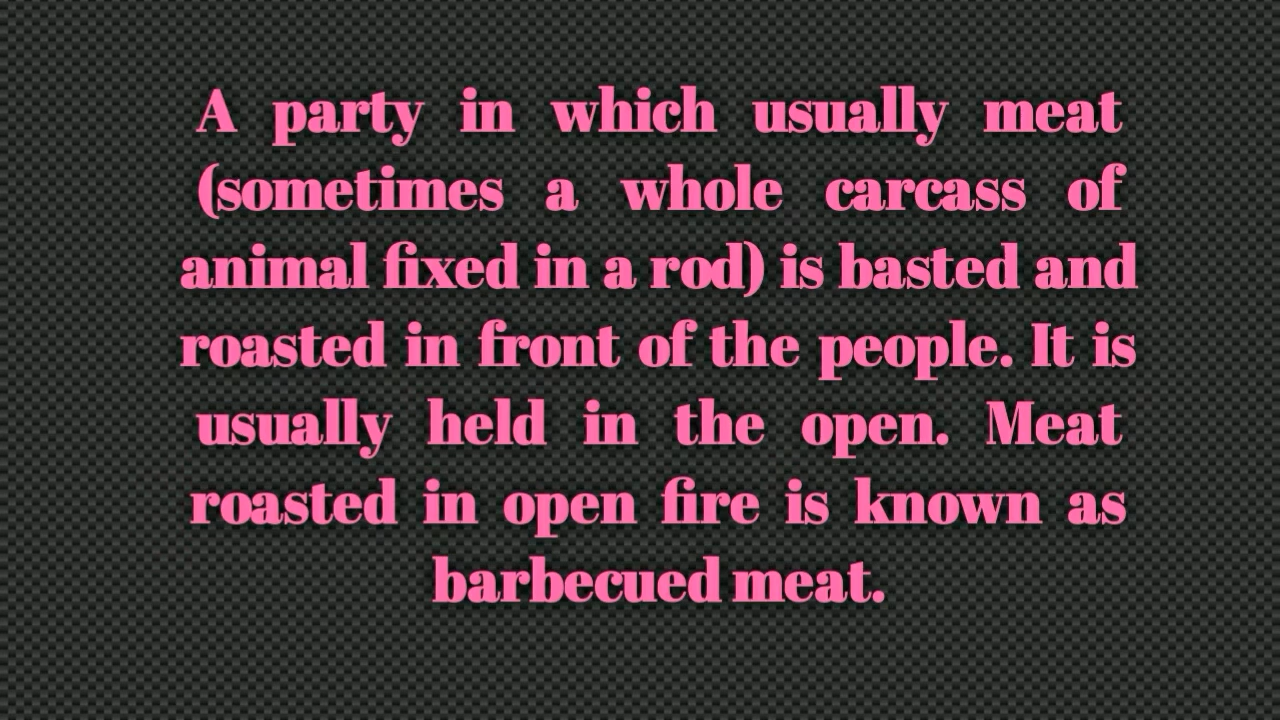 A party in which usually meat
(sometimes a whole carcass of
animal fixed in a rod) is basted and
roasted in front of the people. It is
usually held in the open. Meat
roasted in open fire is known as
barbecued meat.